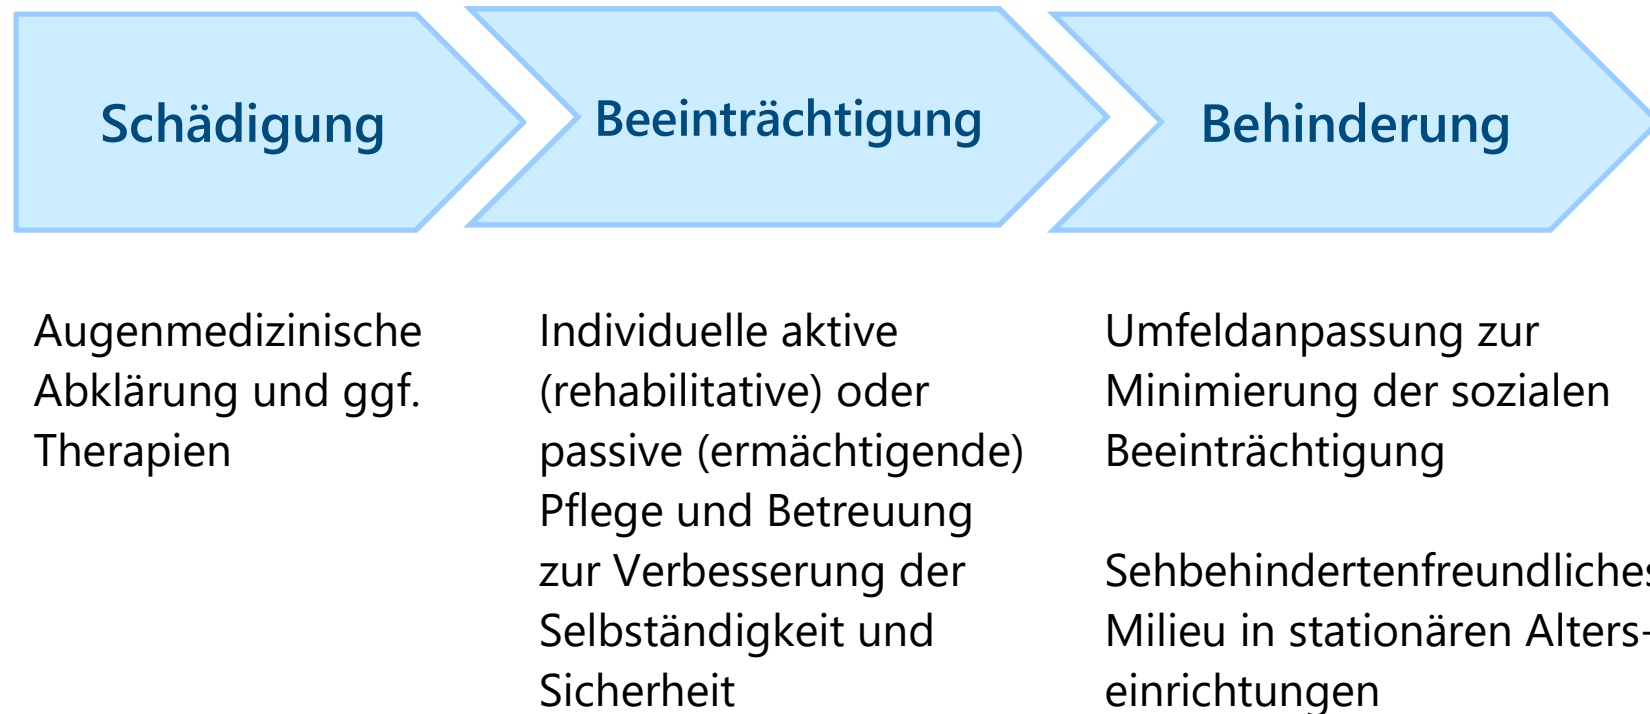 Schädigung
Beeinträchtigung
Behinderung
Augenmedizinische
Abklärung und ggf.
Therapien
Individuelle aktive
(rehabilitative) oder
passive (ermächtigende)
Pflege und Betreuung
zur Verbesserung der
Selbständigkeit und
Sicherheit
Umfeldanpassung zur
Minimierung der sozialen
Beeinträchtigung
Sehbehindertenfreundliches
Milieu in stationären Alters-
einrichtungen